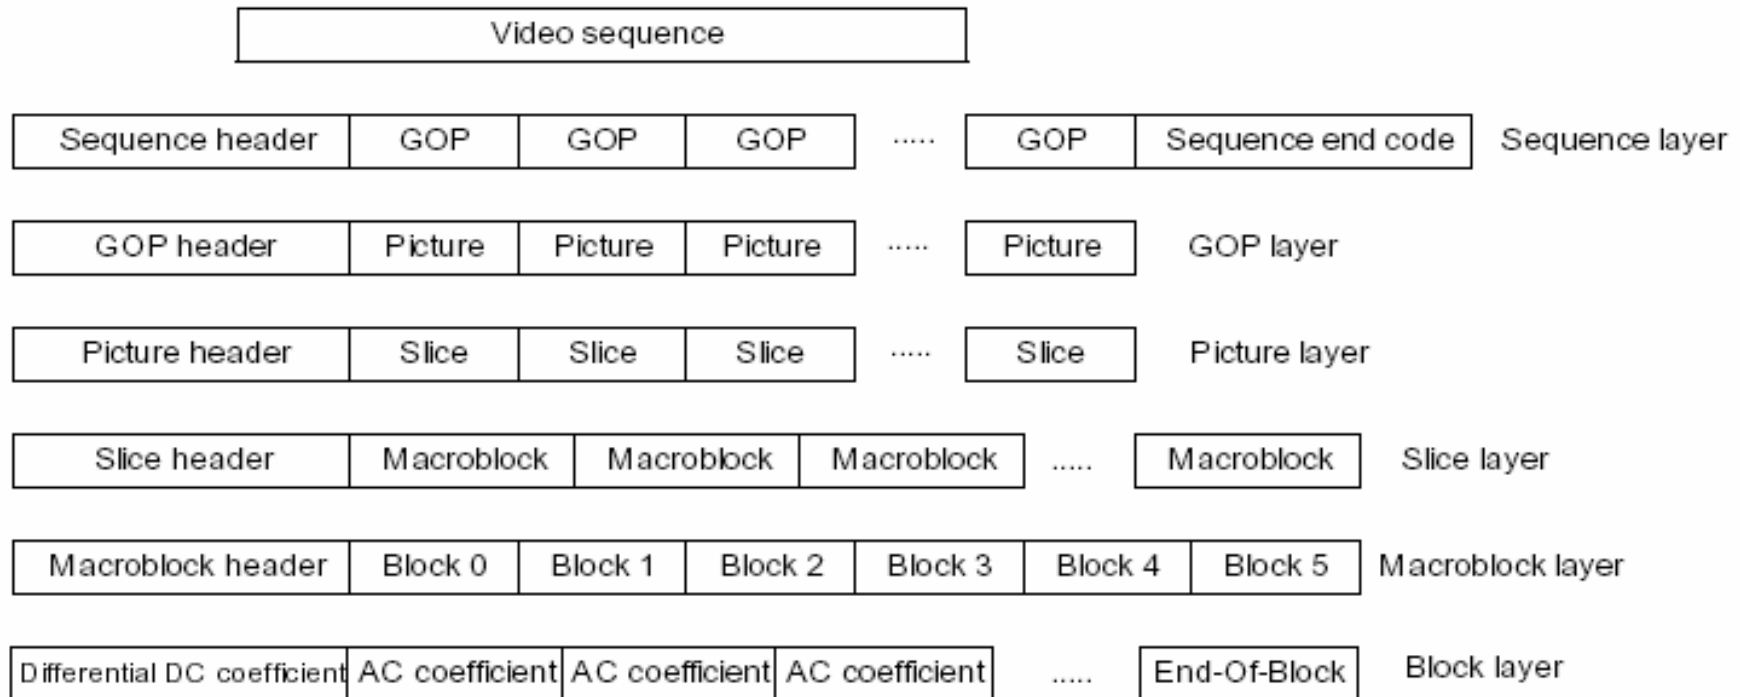 Video sequence
Sequence header GOP GOP GOP ..... GOP Sequence end code Sequence layer
GOP header Picture Picture Picture ..... Picture GOP layer
Picture header Slice Slice Slice ..... Slice Picture layer
Slice header Macroblock Macroblock Macroblock ..... Macroblock Slice layer
Macroblock header Block 0 Block 1 Block 2 Block 3 Block 4 Block 5 Macroblock layer
Differential DC coefficient AC coefficient AC coefficient AC coefficient ..... End-Of-Block Block layer